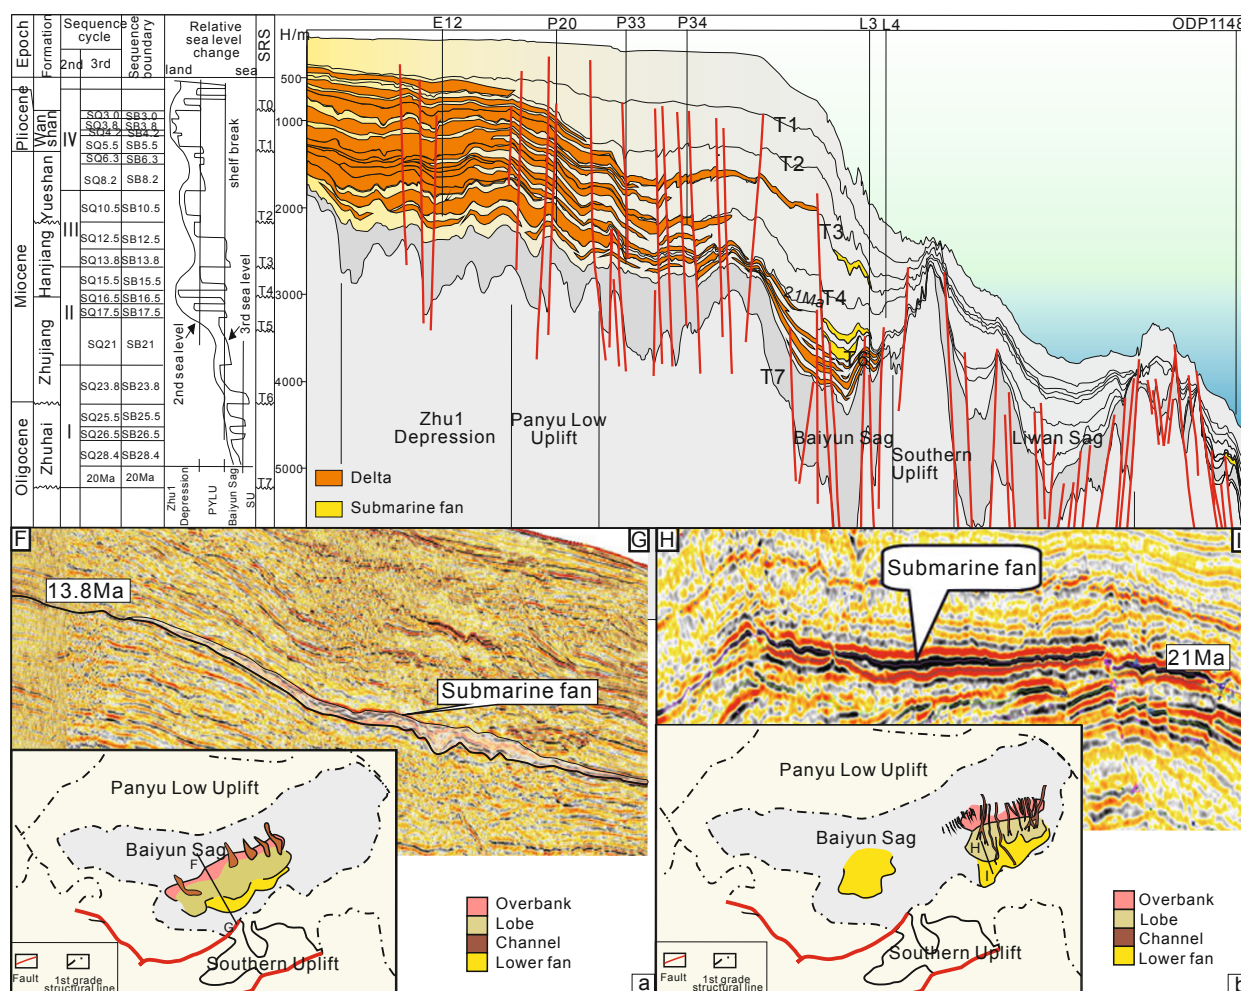 Epoch
Formation
Sequence cycle
2nd
3rd
Sequence boundary
Relative sea level change
land
sea
SRS
Pliocene
Miocene
Oligocene
Wan shan
Yueshan
Hanjiang
Zhujiang
Zhuhai
IV
III
II
I
SQ3.0 SB3.0
SQ3.8 SB3.8
SQ4.2 SB4.2
SQ5.5 SB5.5
SQ6.3 SB6.3
SQ8.2 SB8.2
SQ10.5 SB10.5
SQ12.5 SB12.5
SQ13.8 SB13.8
SQ15.5 SB15.5
SQ16.5 SB16.5
SQ17.5 SB17.5
SQ21 SB21
SQ23.8 SB23.8
SQ25.5 SB25.5
SQ26.5 SB26.5
SQ28.4 SB28.4
20Ma 20Ma
shelf break
3rd sea level
2nd sea level
Zhu1 Depression
PYLU
Baiyun Sag
SU
T0
T1
T2
T3
T4
T5
T6
T7
H/m
500
1000
2000
3000
4000
5000
E12
P20
P33
P34
L3
L4
ODP1148
T1
T2
T3
21Ma
T4
T6
T7
Zhu1
Depression
Panyu Low
Uplift
Baiyun Sag
Southern
Uplift
Liwan Sag
Delta
Submarine fan
F
G
13.8Ma
Submarine fan
Panyu Low Uplift
Baiyun Sag
F
G
Southern Uplift
Fault
1st grade
structural line
Overbank
Lobe
Channel
Lower fan
a
H
I
Submarine fan
21Ma
Panyu Low Uplift
Baiyun Sag
H
I
Southern Uplift
Fault
1st grade
structural line
Overbank
Lobe
Channel
Lower fan
b